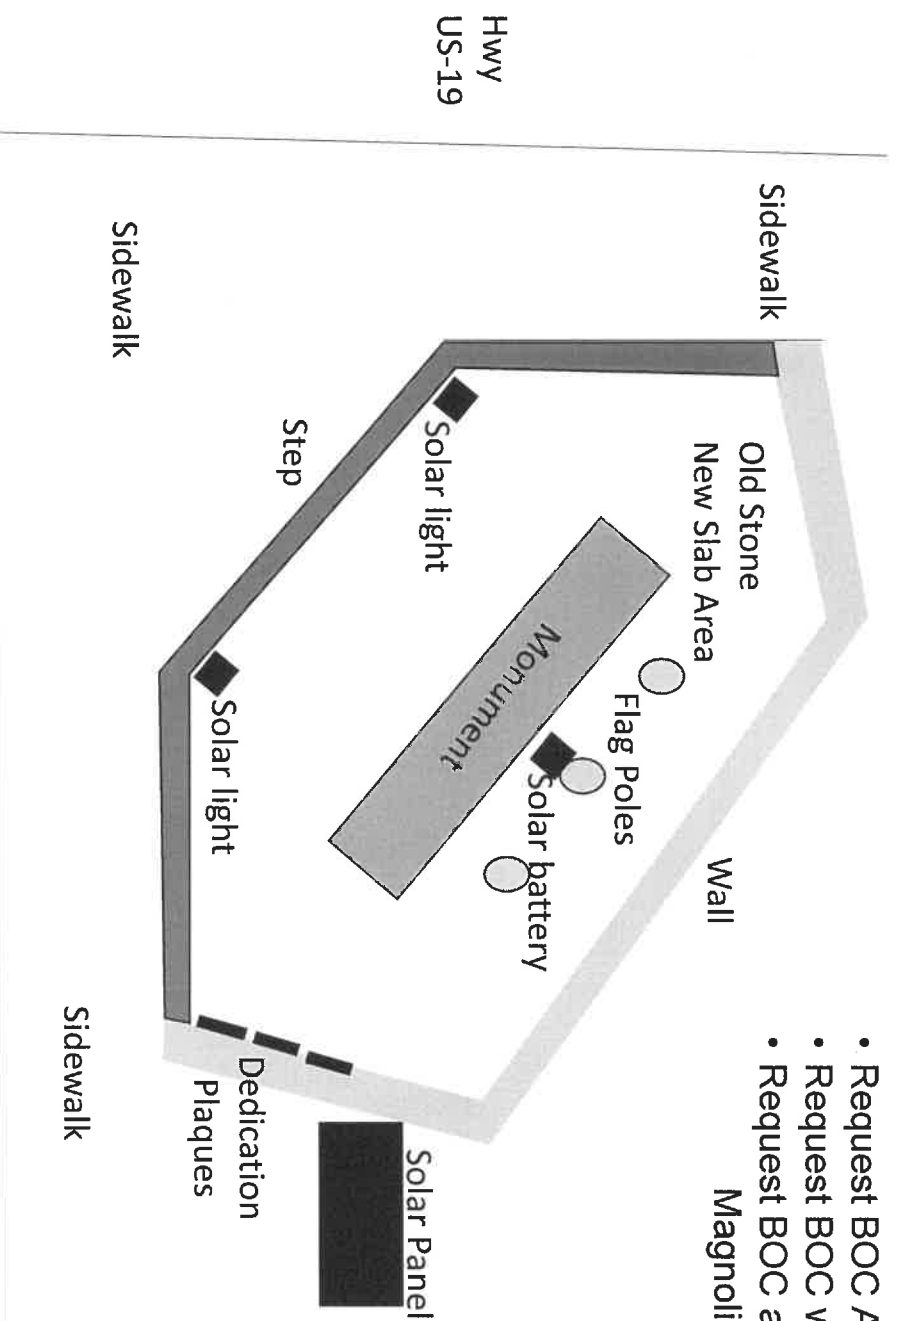 • Request BOC
• Request BOC
• Request BOC
Magnoli
Sidewalk
Old Stone
New Slab Area
Wall
Flag Poles
Solar battery
Monument
Hwy
US-19
Solar light
Solar Panel
Step
Solar light
Dedication
Plaques
Sidewalk
Sidewalk